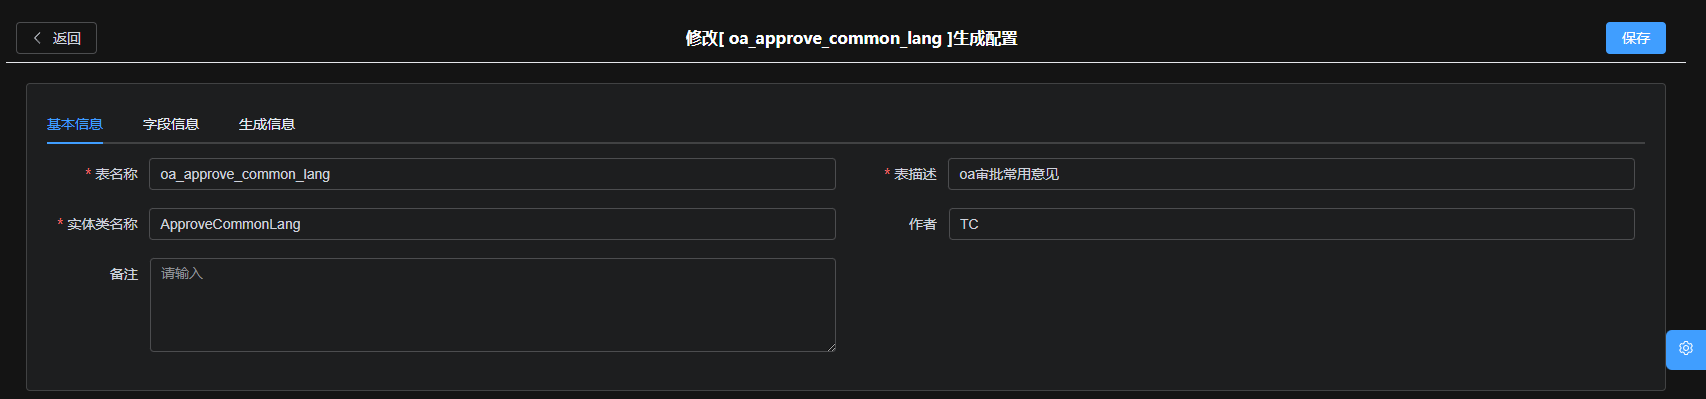 返回
修改[ oa_approve_common_lang ]生成配置
保存
基本信息 字段信息 生成信息
* 表名称 oa_approve_common_lang
* 表描述 oa审批常用意见
* 实体类名称 ApproveCommonLang
作者 TC
备注 请输入